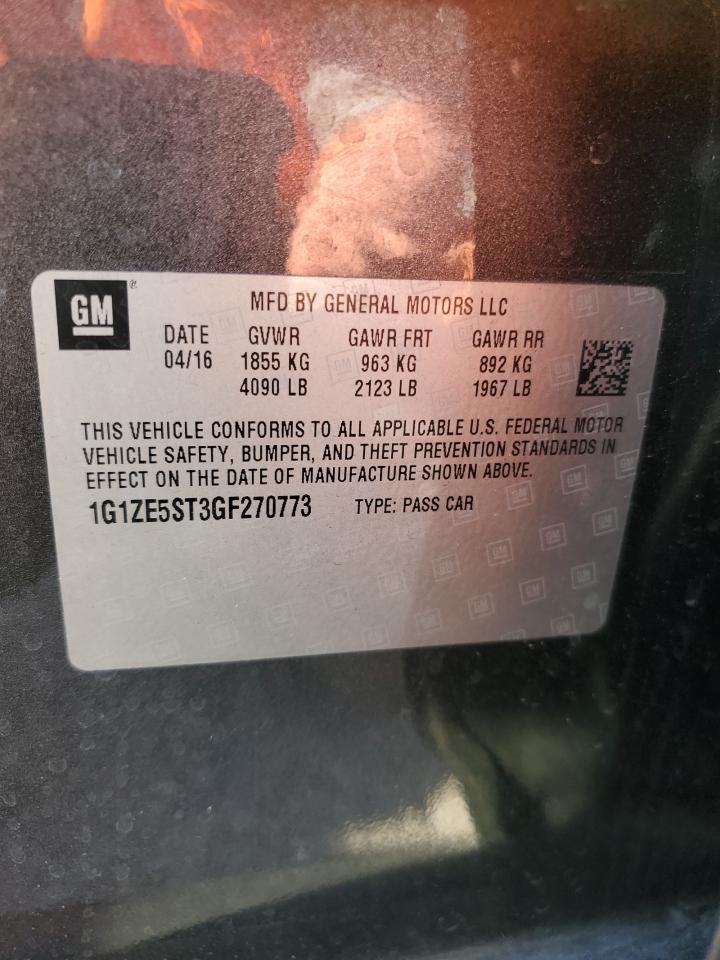 GM
MFD BY GENERAL MOTORS LLC
DATE GVWR GAWR FRT GAWR RR
04/16 1855 KG 963 KG 892 KG
4090 LB 2123 LB 1967 LB
THIS VEHICLE CONFORMS TO ALL APPLICABLE U.S. FEDERAL MOTOR
VEHICLE SAFETY, BUMPER, AND THEFT PREVENTION STANDARDS IN
EFFECT ON THE DATE OF MANUFACTURE SHOWN ABOVE.
1G1ZE5ST3GF270773 TYPE: PASS CAR